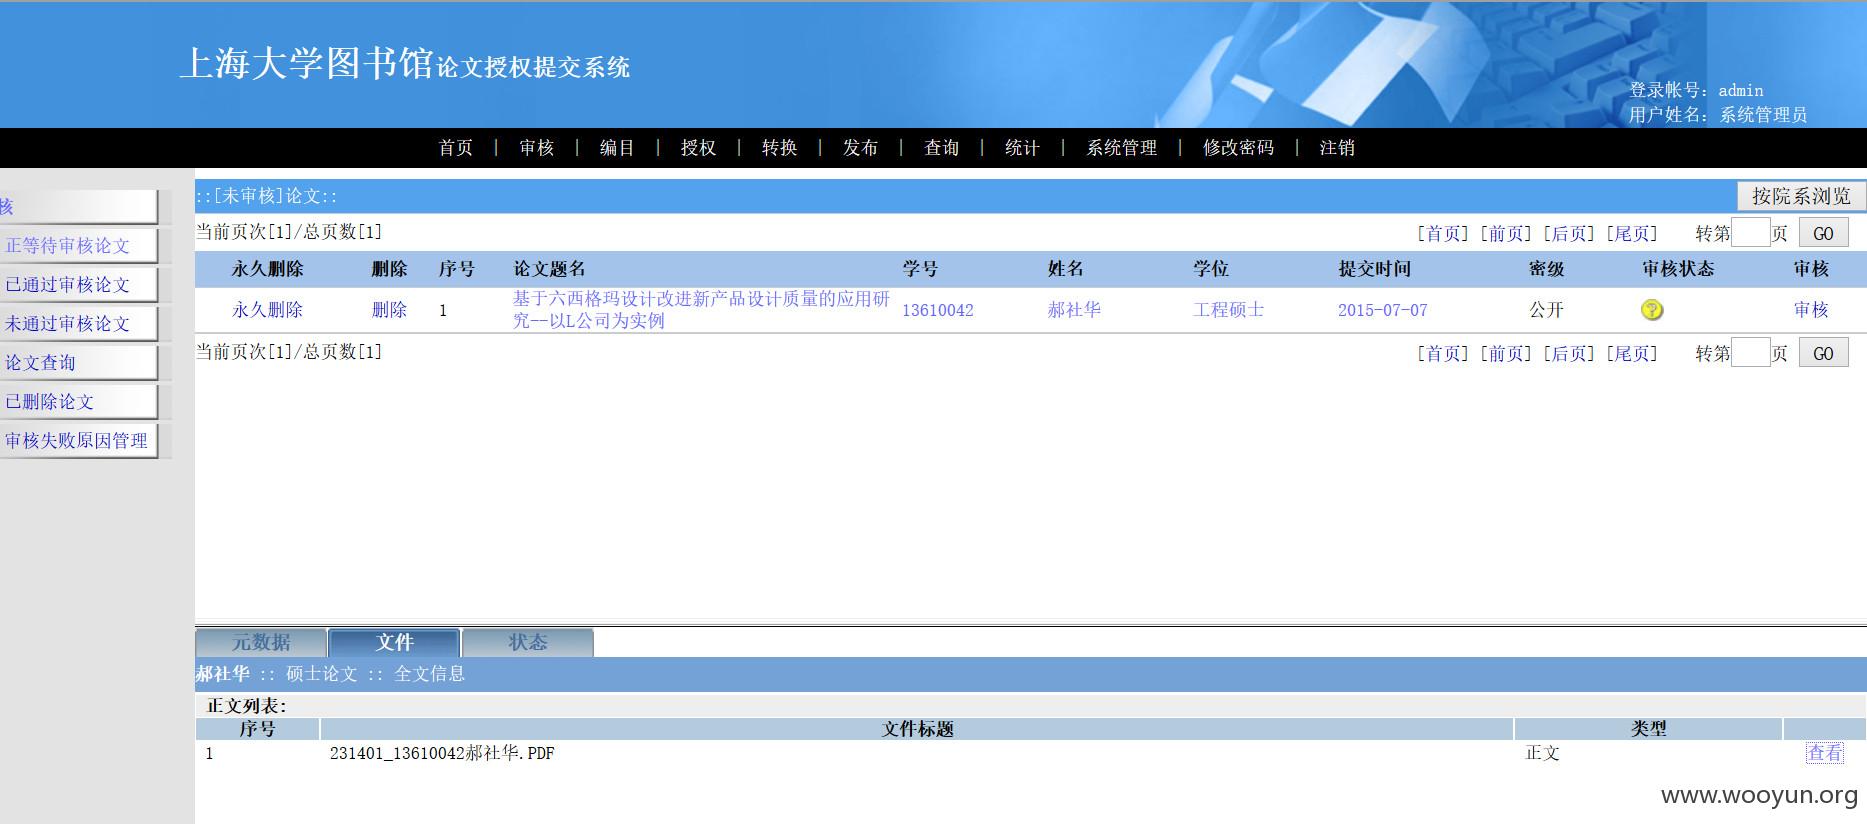 上海大学图书馆论文授权提交系统
登录帐号: admin
用户姓名: 系统管理员
首页 | 审核 | 编目 | 授权 | 转换 | 发布 | 查询 | 统计 | 系统管理 | 修改密码 | 注销
核
正等待审核论文
已通过审核论文
未通过审核论文
论文查询
已删除论文
审核失败原因管理
::[未审核]论文:: 按院系浏览
当前页次[1]/总页数[1] [首页] [前页] [后页] [尾页] 转第 页 GO
永久删除 删除 序号 论文题名 学号 姓名 学位 提交时间 密级 审核状态 审核
永久删除 删除 1 基于六西格玛设计改进新产品设计质量的应用研 13610042 郝社华 工程硕士 2015-07-07 公开 ? 审核
究--以L公司为实例
当前页次[1]/总页数[1] [首页] [前页] [后页] [尾页] 转第 页 GO
元数据 文件 状态
郝社华 :: 硕士论文 :: 全文信息
正文列表:
序号 文件标题 类型
1 231401_13610042郝社华.PDF 正文 查看
www.wooyun.org